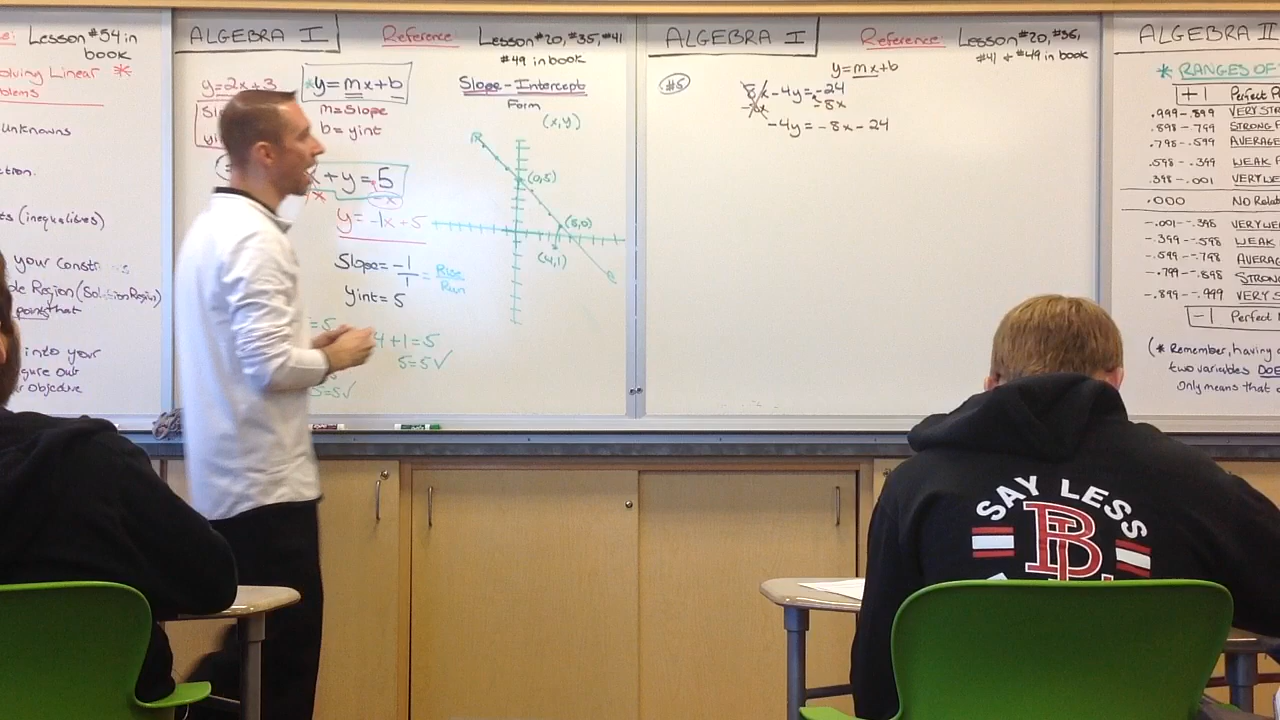 Lesson #54 in
book
olving Linear *
blems
unknowns
ction.
ts (inequalities)
your
Region (Solution Region)
points that
into your
gure our
r Objective
ALGEBRA I
Reference:
Lesson #20, #35, #41
#49 in book
y=2x+3
*y=mx+b
m=slope
b=yint
Slope-Intercept
Form
(x,y)
+y=5
-x
y=-1x+5
Slope=-1/1=Rise/Run
yint=5
(0,5)
(5,0)
(4,1)
=5
4+1=5
5=5✓
5=5✓
ALGEBRA I
Reference:
Lesson #20, #36,
#41 & #49 in book
y=mx+b
#5
8x-4y=-24
-8x -8x
-4y=-8x-24
ALGEBRA II
* RANGES OF
+1 Perfect P
.999-.899 VERY STR
.898-.799 STRONG
.798-.599 AVERAGE
.598-.399 WEAK
.398-.001 VERY WE
.000 No Relat
-.001--.398 VERY WE
-.399--.598 WEAK
-.599--.798 AVERAG
-.799--.898 STRON
-.899--.999 VERY S
-1 Perfect
(* Remember, having
two variables DOE
Only means that
SAY LESS